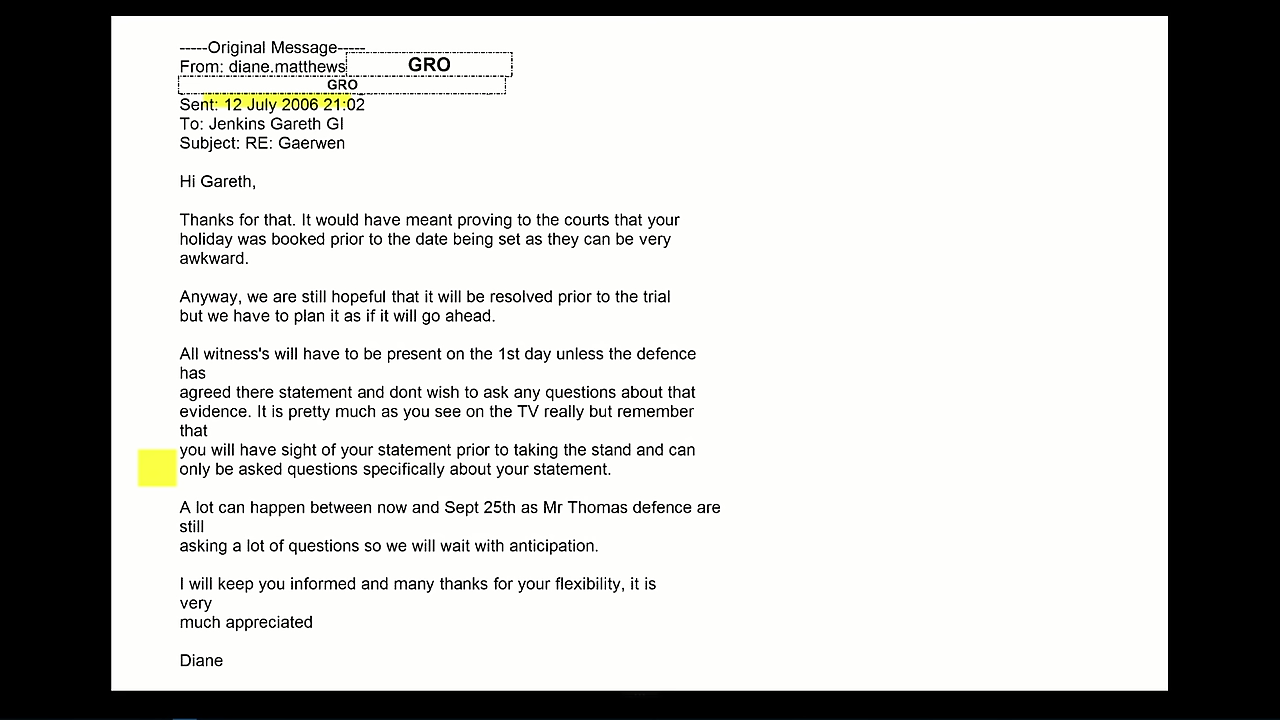 -----Original Message-----
From: diane.matthews GRO
GRO
Sent: 12 July 2006 21:02
To: Jenkins Gareth GI
Subject: RE: Gaerwen
Hi Gareth,
Thanks for that. It would have meant proving to the courts that your
holiday was booked prior to the date being set as they can be very
awkward.
Anyway, we are still hopeful that it will be resolved prior to the trial
but we have to plan it as if it will go ahead.
All witness's will have to be present on the 1st day unless the defence
has
agreed there statement and dont wish to ask any questions about that
evidence. It is pretty much as you see on the TV really but remember
that
you will have sight of your statement prior to taking the stand and can
only be asked questions specifically about your statement.
A lot can happen between now and Sept 25th as Mr Thomas defence are
still
asking a lot of questions so we will wait with anticipation.
I will keep you informed and many thanks for your flexibility, it is
very
much appreciated
Diane